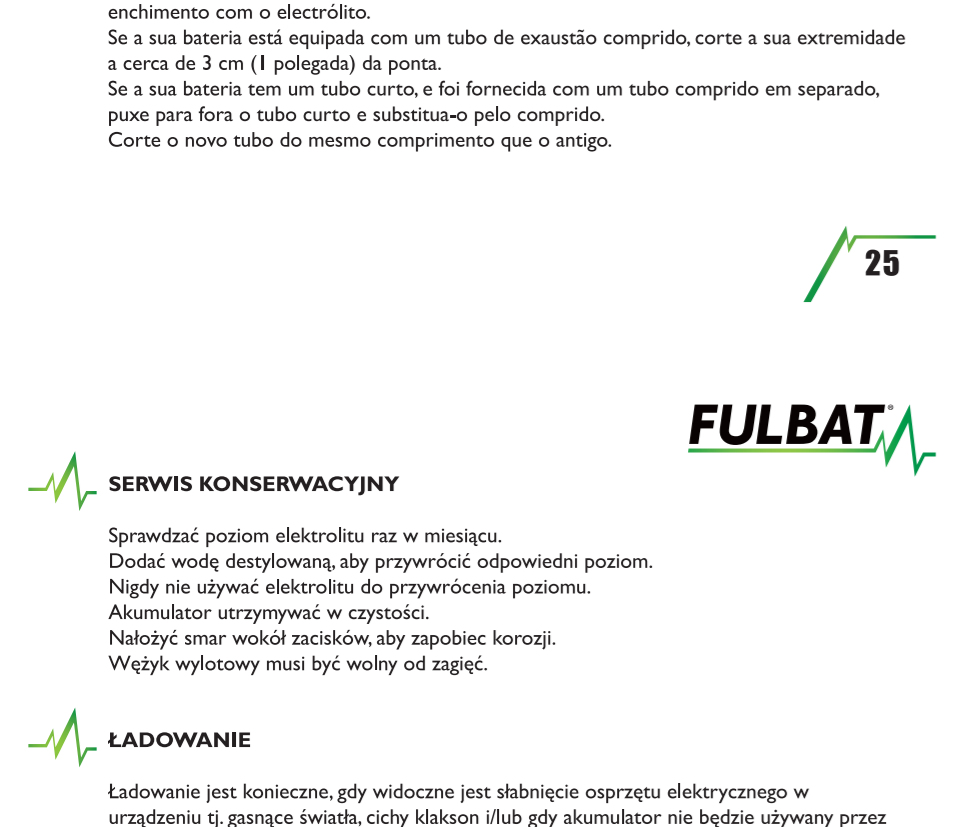 enchimento com o electrólito.
Se a sua bateria está equipada com um tubo de exaustão comprido, corte a sua extremidade
a cerca de 3 cm (1 polegada) da ponta.
Se a sua bateria tem um tubo curto, e foi fornecida com um tubo comprido em separado,
puxe para fora o tubo curto e substitua-o pelo comprido.
Corte o novo tubo do mesmo comprimento que o antigo.
25
FULBAT®
SERWIS KONSERWACYJNY
Sprawdzać poziom elektrolitu raz w miesiącu.
Dodać wodę destylowaną, aby przywrócić odpowiedni poziom.
Nigdy nie używać elektrolitu do przywrócenia poziomu.
Akumulator utrzymywać w czystości.
Nałożyć smar wokół zacisków, aby zapobiec korozji.
Wężyk wylotowy musi być wolny od zagięć.
ŁADOWANIE
Ładowanie jest konieczne, gdy widoczne jest słabnięcie osprzętu elektrycznego w
urządzeniu tj. gasnące światła, cichy klakson i/lub gdy akumulator nie będzie używany przez